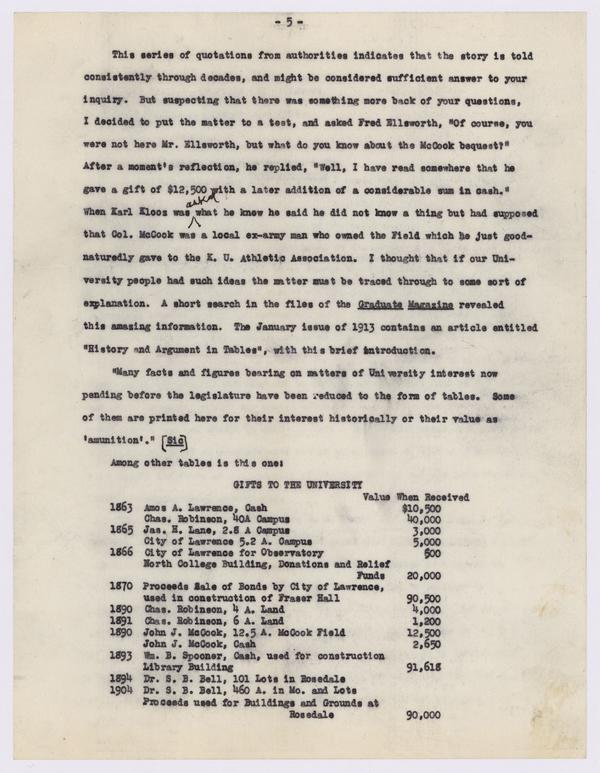 - 5 -
This series of quotations from authorities indicates that the story is told
consistently through decades, and might be considered sufficient answer to your
inquiry. But suspecting that there was something more back of your questions,
I decided to put the matter to a test, and asked Fred Ellsworth, "Of course, you
were not here Mr. Ellsworth, but what do you know about the McCook bequest?"
After a moment's reflection, he replied, "Well, I have read somewhere that he
gave a gift of $12,500 with a later addition of a considerable sum in cash."
asked
When Karl Kloos was what he knew he said he did not know a thing but had supposed
that Col. McCook was a local ex-army man who owned the Field which he just good-
naturedly gave to the K. U. Athletic Association. I thought that if our Uni-
versity people had such ideas the matter must be traced through to some sort of
explanation. A short search in the files of the Graduate Magazine revealed
this amazing information. The January issue of 1913 contains an article entitled
"History and Argument in Tables", with this brief introduction.
"Many facts and figures bearing on matters of University interest now
pending before the legislature have been reduced to the form of tables. Some
of them are printed here for their interest historically or their value as
'amunition'." [Sic]
Among other tables is this one:
GIFTS TO THE UNIVERSITY
Value When Received
1863 Amos A. Lawrence, Cash $10,500
Chas. Robinson, 40A Campus 40,000
1865 Jas. H. Lane, 2.8 A Campus 3,000
City of Lawrence 5.2 A. Campus 5,000
1866 City of Lawrence for Observatory 500
North College Building, Donations and Relief
Funds 20,000
1870 Proceeds Sale of Bonds by City of Lawrence,
used in construction of Fraser Hall 90,500
1890 Chas. Robinson, 4 A. Land 4,000
1891 Chas. Robinson, 6 A. Land 1,200
1890 John J. McCook, 12.5 A. McCook Field 12,500
John J. McCook, Cash 2,650
1893 Wm. B. Spooner, Cash, used for construction
Library Building 91,618
1894 Dr. S. B. Bell, 101 Lots in Rosedale
1904 Dr. S. B. Bell, 460 A. in Mo. and Lots
Proceeds used for Buildings and Grounds at
Rosedale 90,000